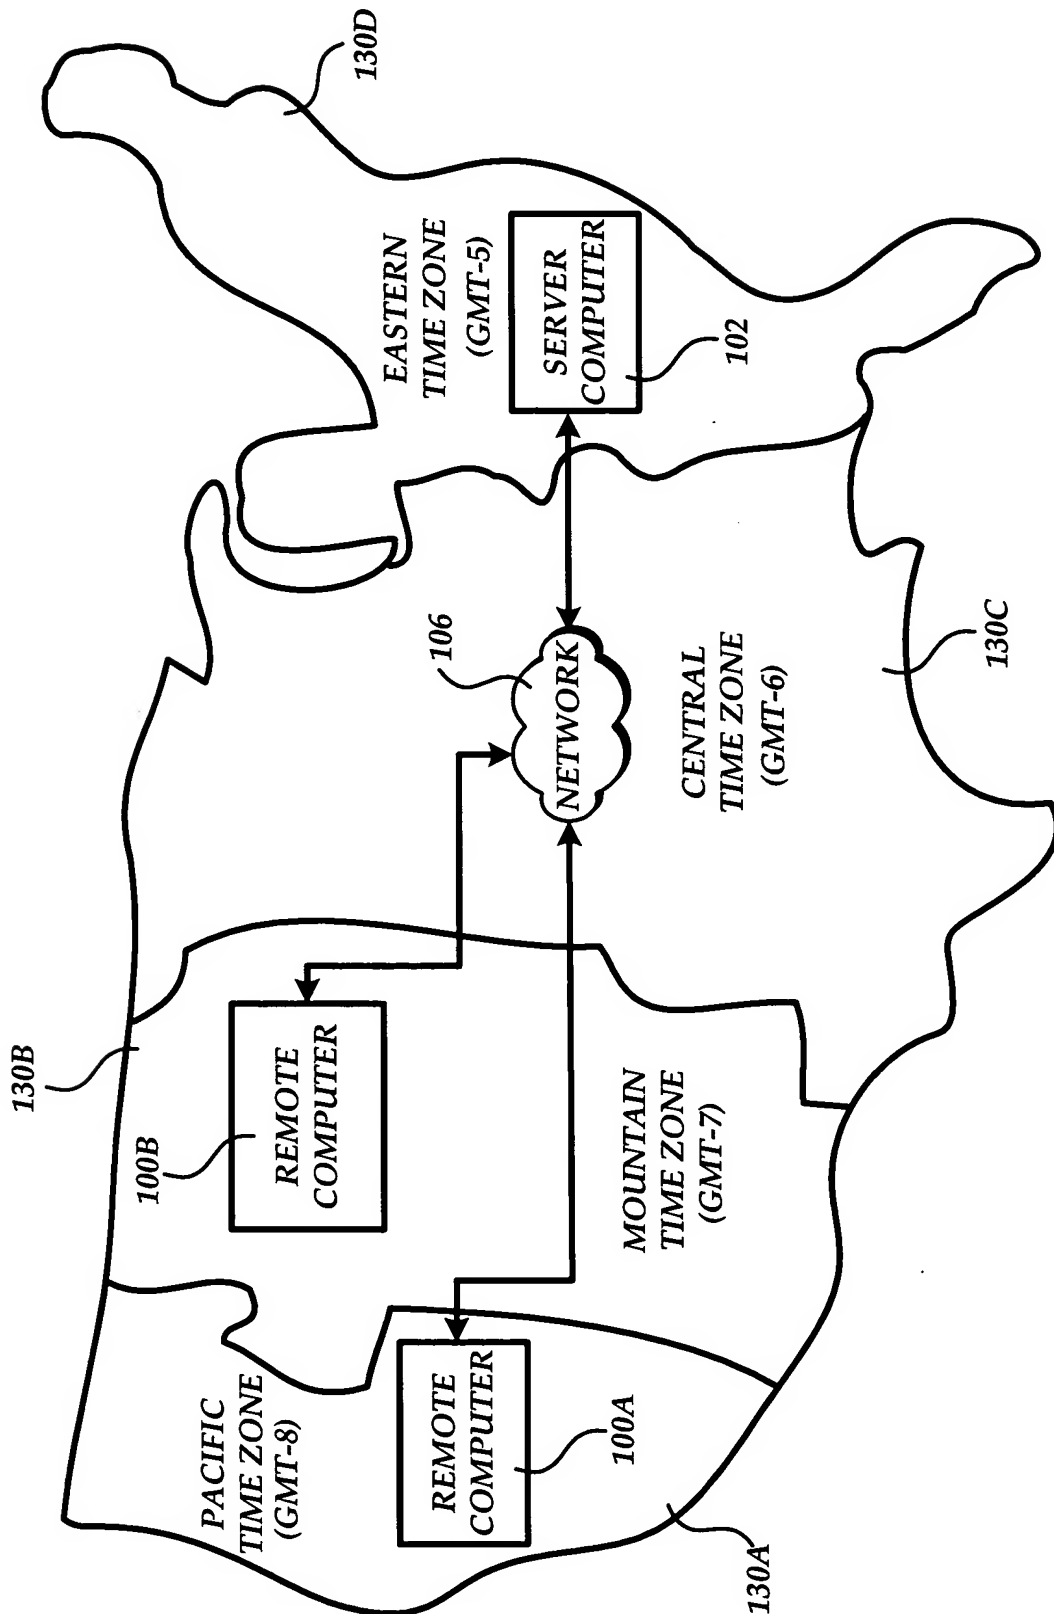 130B
100B
REMOTE
COMPUTER
PACIFIC
TIME ZONE
(GMT-8)
REMOTE
COMPUTER
100A
130A
MOUNTAIN
TIME ZONE
(GMT-7)
106
NETWORK
CENTRAL
TIME ZONE
(GMT-6)
130C
EASTERN
TIME ZONE
(GMT-5)
SERVER
COMPUTER
102
130D